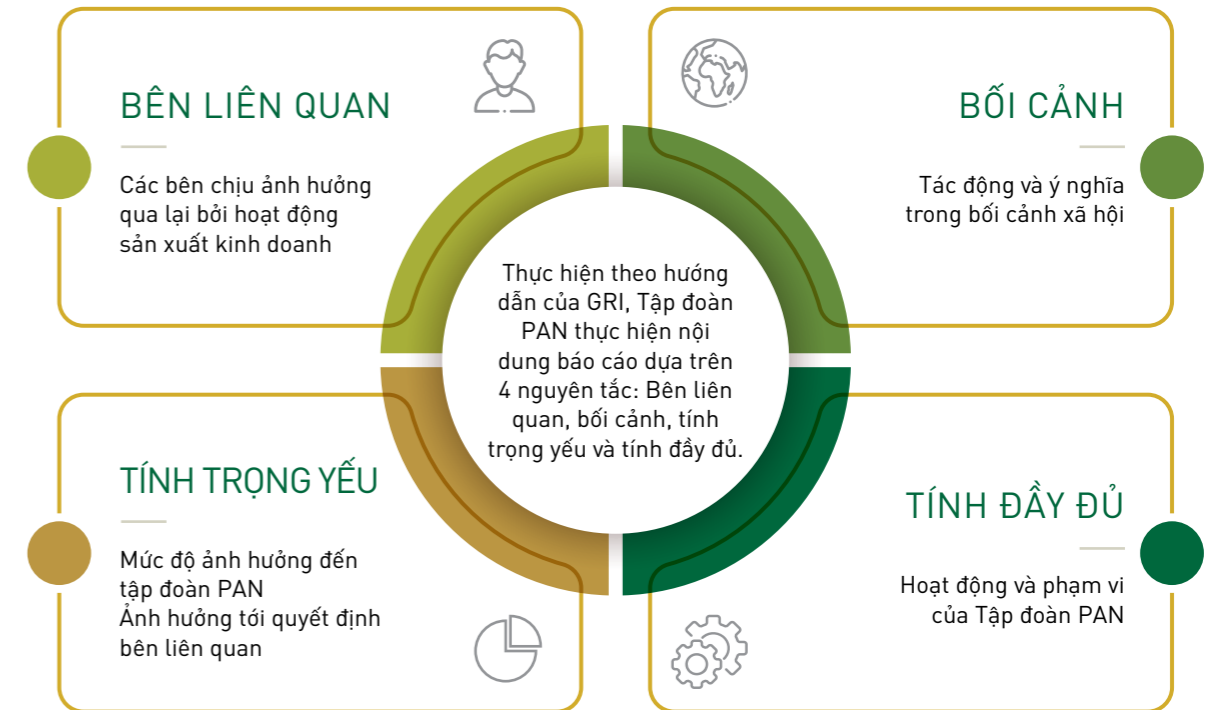 BÊN LIÊN QUAN
Các bên chịu ảnh hưởng
qua lại bởi hoạt động
sản xuất kinh doanh
BỐI CẢNH
Tác động và ý nghĩa
trong bối cảnh xã hội
Thực hiện theo hướng
dẫn của GRI, Tập đoàn
PAN thực hiện nội
dung báo cáo dựa trên
4 nguyên tắc: Bên liên
quan, bối cảnh, tính
trọng yếu và tính đầy đủ.
TÍNH TRỌNG YẾU
Mức độ ảnh hưởng đến
tập đoàn PAN
Ảnh hưởng tới quyết định
bên liên quan
TÍNH ĐẦY ĐỦ
Hoạt động và phạm vi
của Tập đoàn PAN